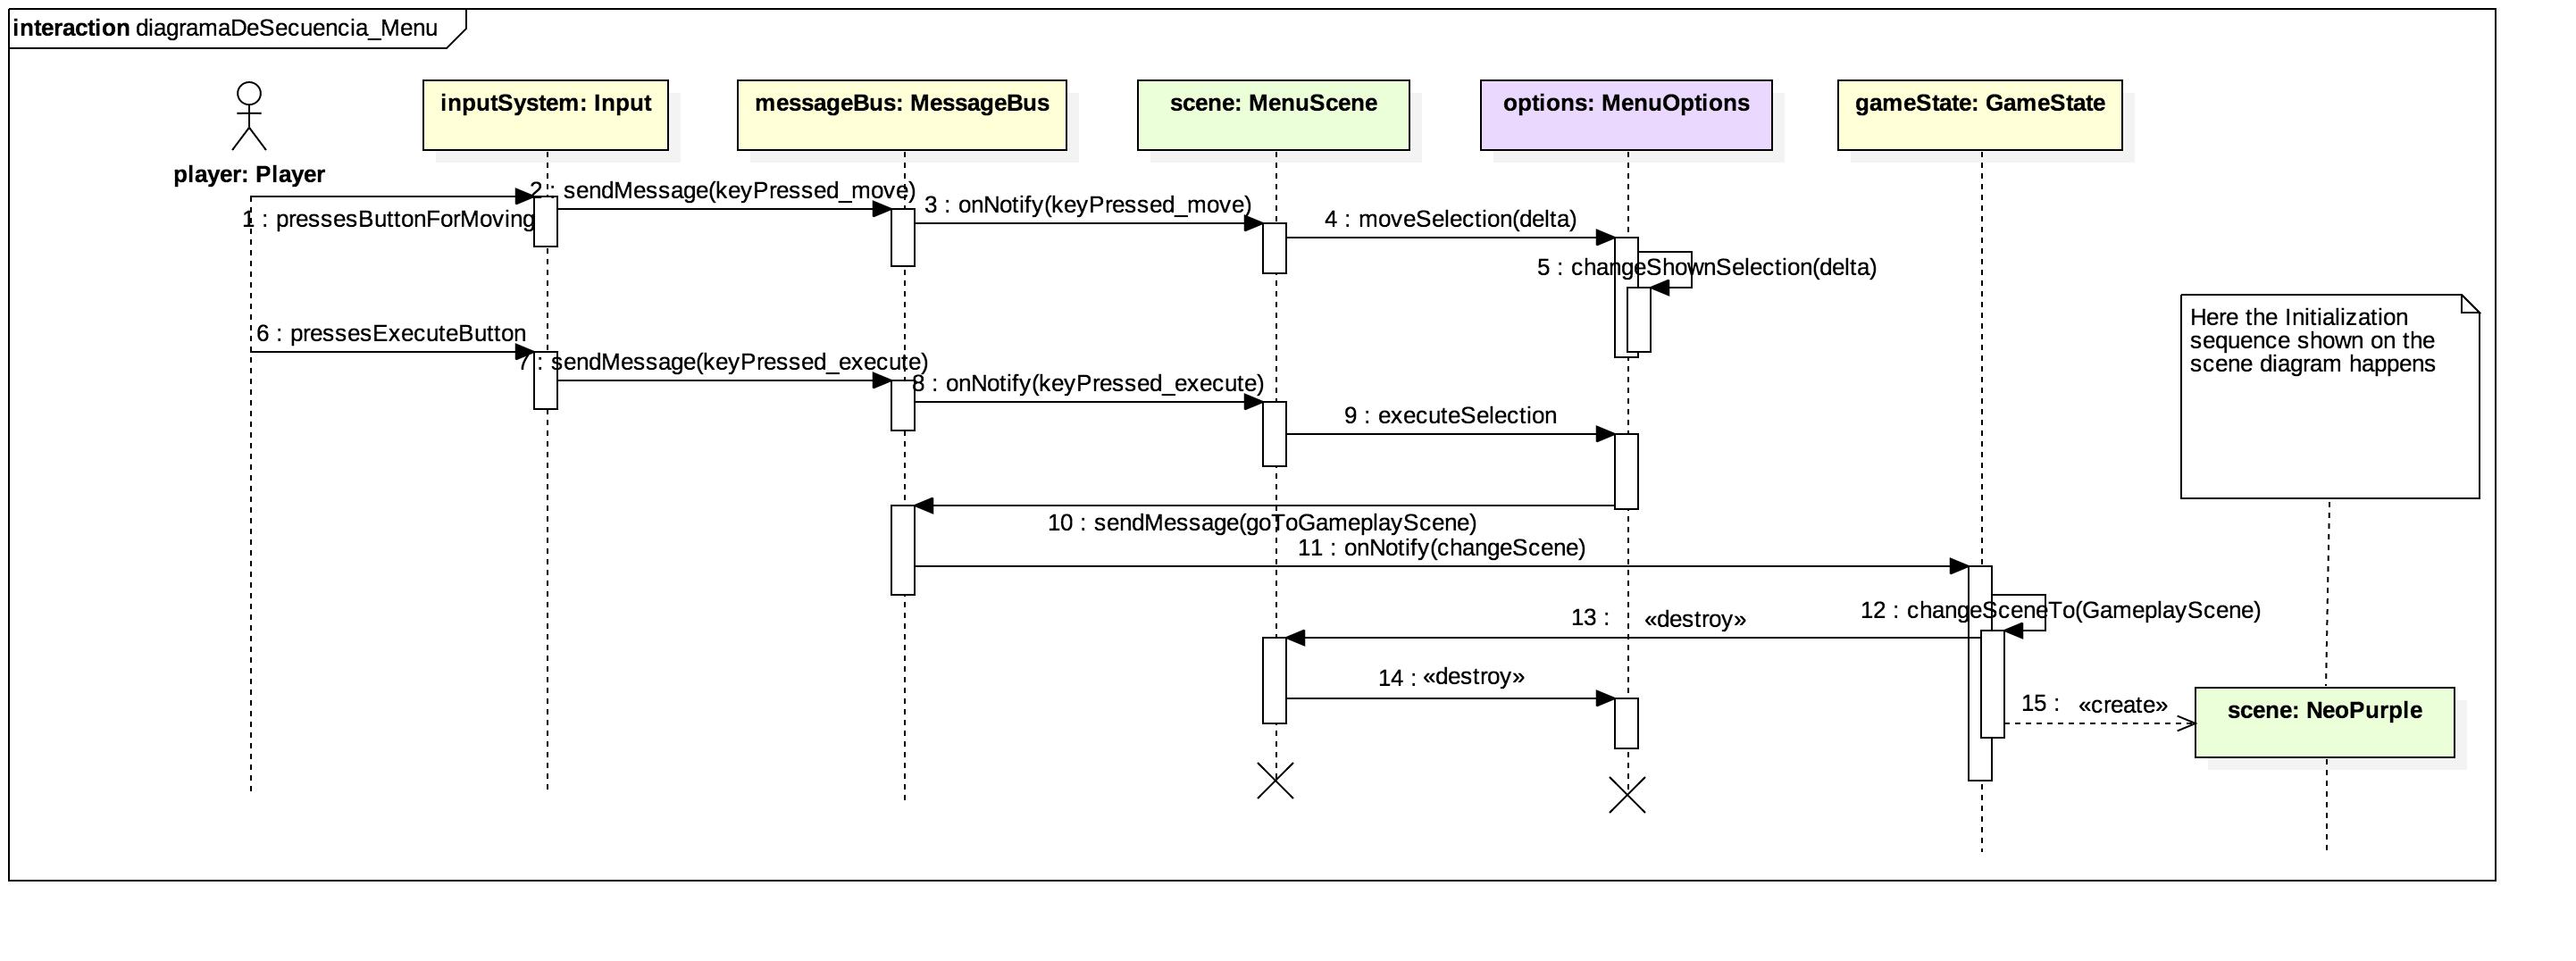 interaction diagramaDeSecuencia_Menu
player: Player
inputSystem: Input
messageBus: MessageBus
scene: MenuScene
options: MenuOptions
gameState: GameState
1 : pressesButtonForMoving
2 : sendMessage(keyPressed_move)
3 : onNotify(keyPressed_move)
4 : moveSelection(delta)
5 : changeShownSelection(delta)
6 : pressesExecuteButton
7 : sendMessage(keyPressed_execute)
8 : onNotify(keyPressed_execute)
9 : executeSelection
Here the Initialization
sequence shown on the
scene diagram happens
10 : sendMessage(goToGameplayScene)
11 : onNotify(changeScene)
12 : changeSceneTo(GameplayScene)
13 : «destroy»
14 : «destroy»
15 : «create»
scene: NeoPurple